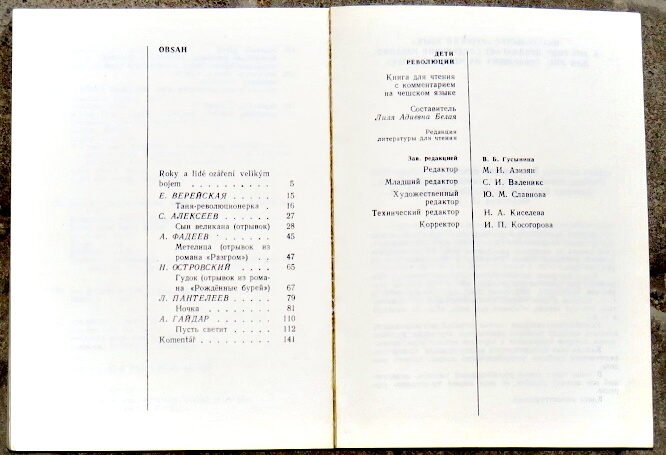 OBSAH
Roky a lidé ozáření velikým
bojem . . . . . . . . . . 5
Е. ВЕРЕЙСКАЯ . . . . . 15
Таня-революционерка . 16
С. АЛЕКСЕЕВ . . . . . . 27
Сын великана (отрывок) 28
А. ФАДЕЕВ . . . . . . . 45
Метелица (отрывок из
романа «Разгром») . . 47
Н. ОСТРОВСКИЙ . . . . 65
Гудок (отрывок из рома-
на «Рождённые бурей») 67
Л. ПАНТЕЛЕЕВ . . . . . 79
Ночка . . . . . . . . . 81
А. ГАЙДАР . . . . . . . 110
Пусть светит . . . . . 112
Komentář . . . . . . . . . 141
ДЕТИ
РЕВОЛЮЦИИ
Книга для чтения
с комментарием
на чешском языке
Составитель
Лилэ Адиевна Белая
Редакция
литературы для чтения
Зав. редакцией В. Б. Гусынина
Редактор М. И. Азизян
Младший редактор С. И. Валеникс
Художественный Ю. М. Славнова
редактор
Технический редактор Н. А. Киселева
Корректор И. П. Косогорова